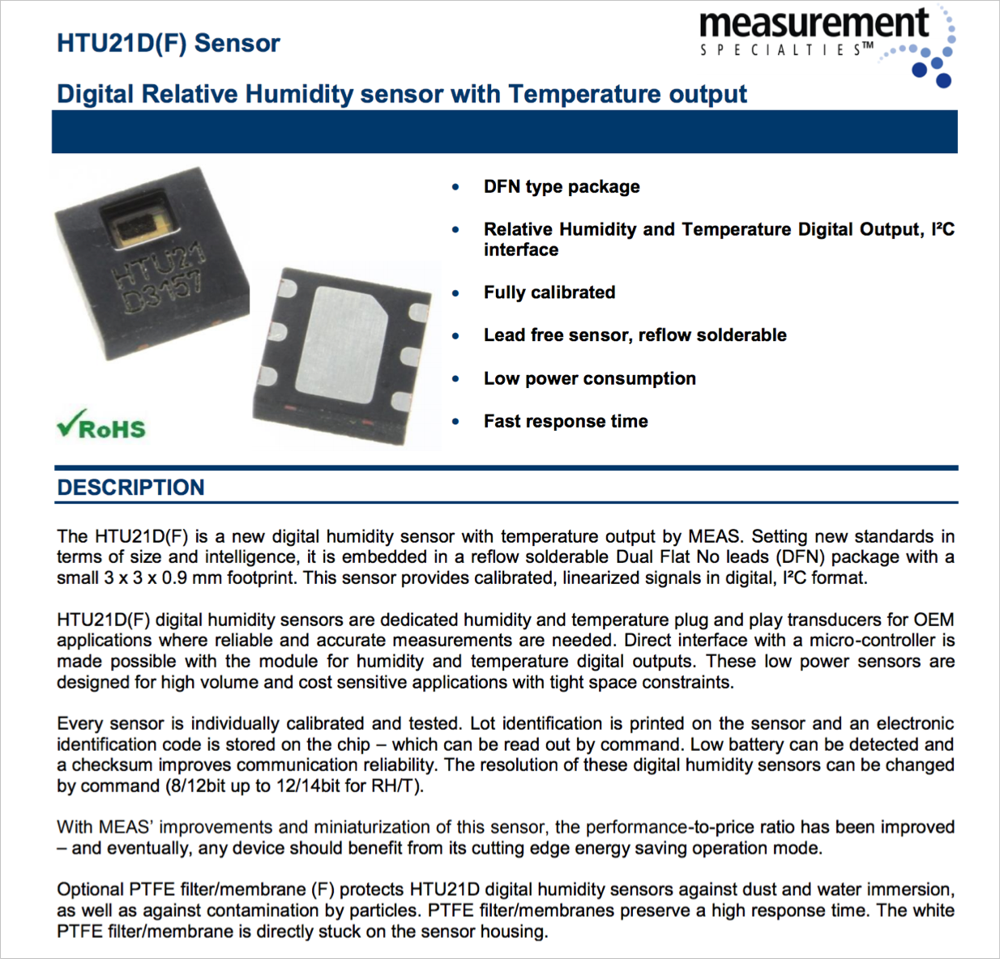 measurement
SPECIALTIES™
HTU21D(F) Sensor
Digital Relative Humidity sensor with Temperature output
HTU21
D3157
RoHS
• DFN type package
• Relative Humidity and Temperature Digital Output, I²C
interface
• Fully calibrated
• Lead free sensor, reflow solderable
• Low power consumption
• Fast response time
DESCRIPTION
The HTU21D(F) is a new digital humidity sensor with temperature output by MEAS. Setting new standards in
terms of size and intelligence, it is embedded in a reflow solderable Dual Flat No leads (DFN) package with a
small 3 x 3 x 0.9 mm footprint. This sensor provides calibrated, linearized signals in digital, I²C format.
HTU21D(F) digital humidity sensors are dedicated humidity and temperature plug and play transducers for OEM
applications where reliable and accurate measurements are needed. Direct interface with a micro-controller is
made possible with the module for humidity and temperature digital outputs. These low power sensors are
designed for high volume and cost sensitive applications with tight space constraints.
Every sensor is individually calibrated and tested. Lot identification is printed on the sensor and an electronic
identification code is stored on the chip – which can be read out by command. Low battery can be detected and
a checksum improves communication reliability. The resolution of these digital humidity sensors can be changed
by command (8/12bit up to 12/14bit for RH/T).
With MEAS’ improvements and miniaturization of this sensor, the performance-to-price ratio has been improved
– and eventually, any device should benefit from its cutting edge energy saving operation mode.
Optional PTFE filter/membrane (F) protects HTU21D digital humidity sensors against dust and water immersion,
as well as against contamination by particles. PTFE filter/membranes preserve a high response time. The white
PTFE filter/membrane is directly stuck on the sensor housing.